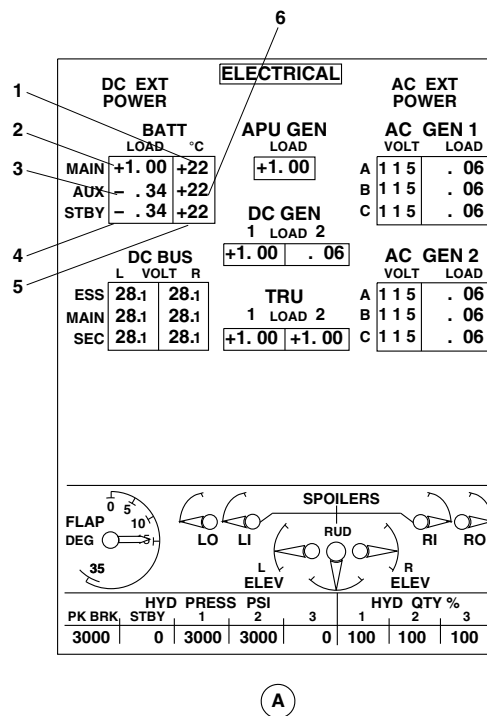 6
ELECTRICAL
DC EXT POWER
AC EXT POWER
1
2
3
4
5
BATT
LOAD °C
MAIN +1.00 +22
AUX - .34 +22
STBY - .34 +22
APU GEN
LOAD
+1.00
AC GEN 1
VOLT LOAD
A 115 .06
B 115 .06
C 115 .06
DC GEN
1 LOAD 2
+1.00 .06
DC BUS
L VOLT R
ESS 28.1 28.1
MAIN 28.1 28.1
SEC 28.1 28.1
TRU
1 LOAD 2
+1.00 +1.00
AC GEN 2
VOLT LOAD
A 115 .06
B 115 .06
C 115 .06
FLAP
DEG
0
5
10
15
35
SPOILERS
LO LI RI RO
RUD
L
ELEV
R
ELEV
HYD PRESS PSI
PK BRK STBY 1 2 3
3000 0 3000 3000 0
HYD QTY %
1 2 3
100 100 100
A